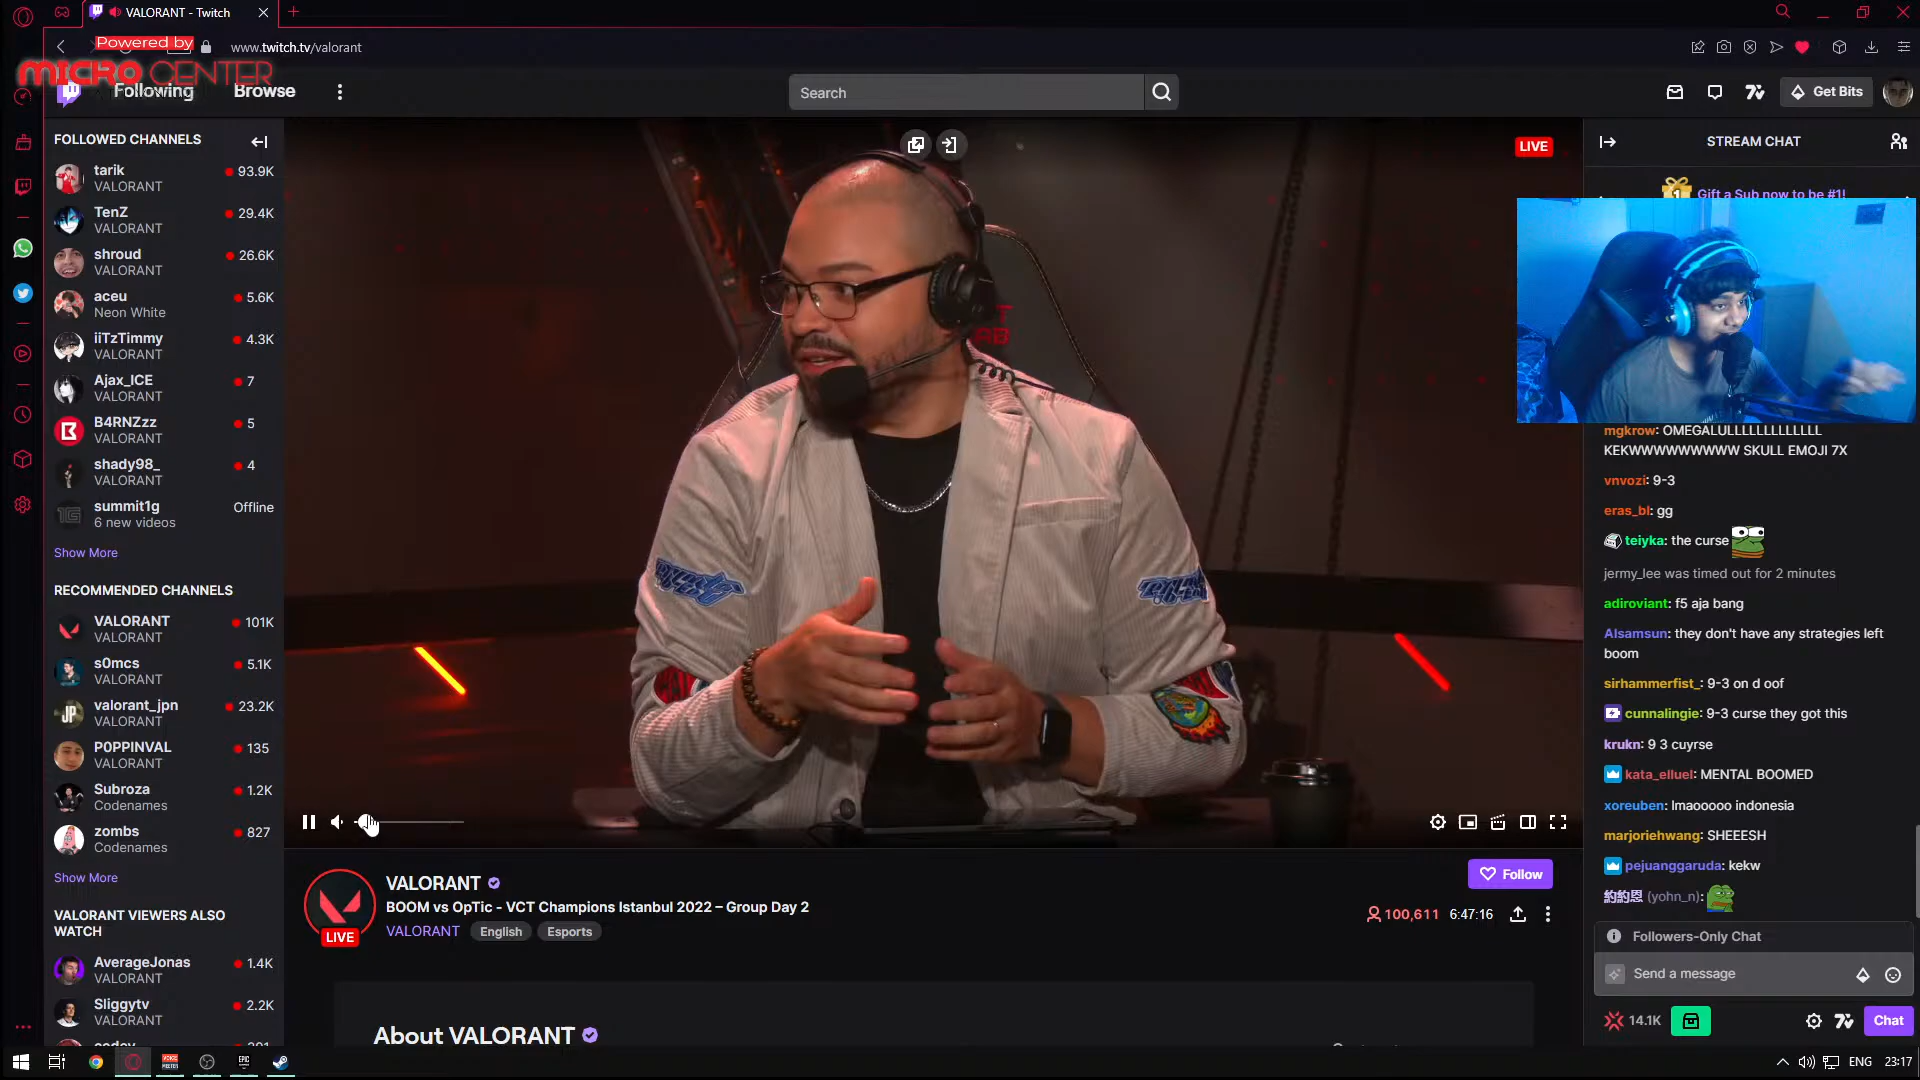 VALORANT - Twitch
Powered by
MICRO CENTER
www.twitch.tv/valorant
Following
Browse
Search
Get Bits
FOLLOWED CHANNELS
tarik
VALORANT
93.9K
TenZ
VALORANT
29.4K
shroud
VALORANT
26.6K
aceu
Neon White
5.6K
iiTzTimmy
VALORANT
4.3K
Ajax_ICE
VALORANT
7
B4RNZzz
VALORANT
5
shady98_
VALORANT
4
summit1g
6 new videos
Offline
Show More
RECOMMENDED CHANNELS
VALORANT
VALORANT
101K
s0mcs
VALORANT
5.1K
valorant_jpn
VALORANT
23.2K
P0PPINVAL
VALORANT
135
Subroza
Codenames
1.2K
zombs
Codenames
827
Show More
VALORANT VIEWERS ALSO
WATCH
AverageJonas
VALORANT
1.4K
Sliggytv
VALORANT
2.2K
LIVE
VALORANT
BOOM vs OpTic - VCT Champions Istanbul 2022 – Group Day 2
VALORANT English Esports
LIVE
Follow
100,611 6:47:16
About VALORANT
STREAM CHAT
Gift a Sub now to be #1!
mgkrow: OMEGALULLLLLLLLLLLLL
KEKWWWWWWWWW SKULL EMOJI 7X
vnvozi: 9-3
eras_bl: gg
teiyka: the curse
jermy_lee was timed out for 2 minutes
adiroviant: f5 aja bang
Alsamsun: they don't have any strategies left
boom
sirhammerfist_: 9-3 on d oof
cunnalingie: 9-3 curse they got this
krukn: 9 3 cuyrse
kata_elluel: MENTAL BOOMED
xoreuben: lmaooooo indonesia
marjoriehwang: SHEEESH
pejuanggaruda: kekw
約約恩 (yohn_n):
Followers-Only Chat
Send a message
14.1K
Chat
ENG
23:17